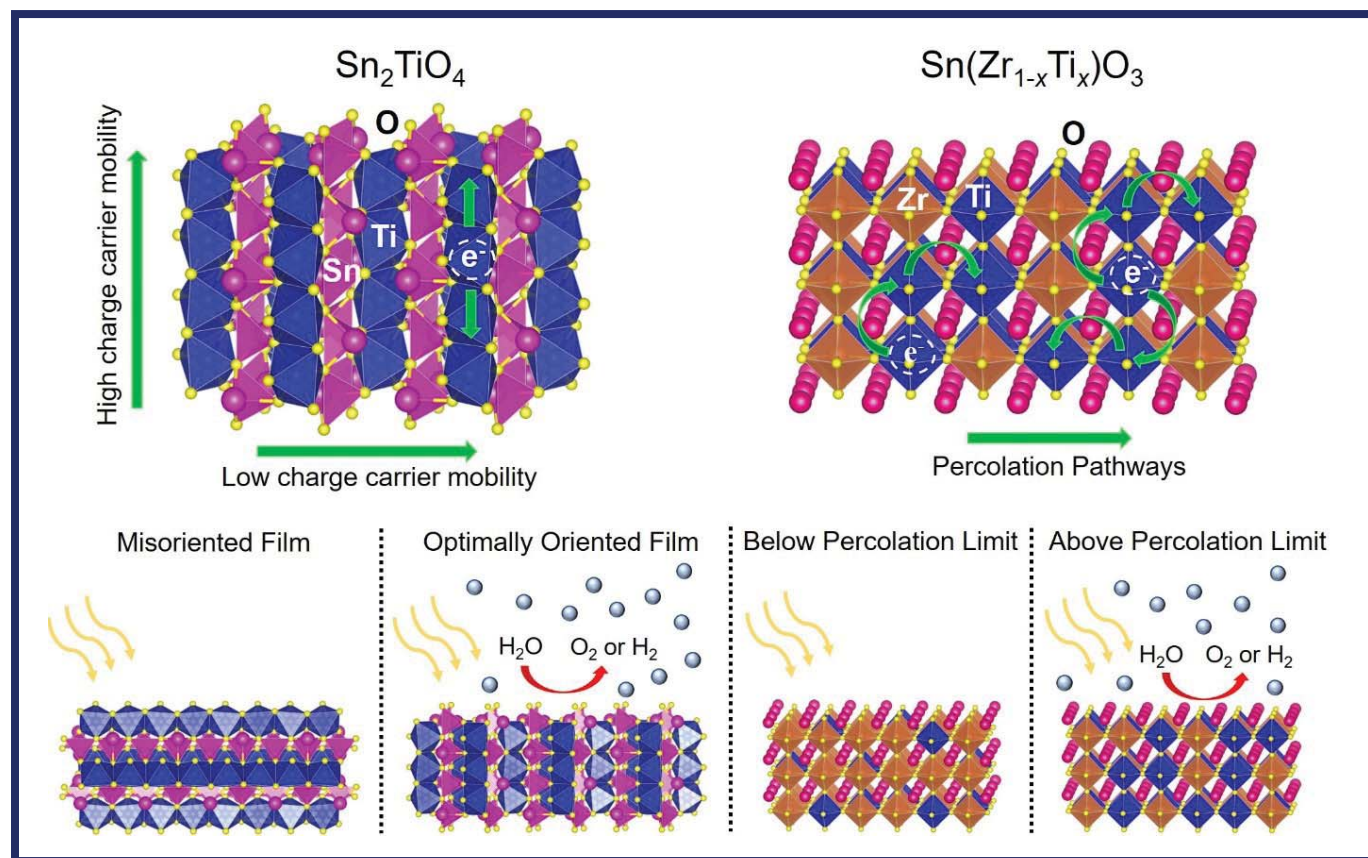 Sn₂TiO₄
Sn(Zr₁₋ₓTiₓ)O₃
High charge carrier mobility
O
Ti
Sn
e⁻
Low charge carrier mobility
O
Zr
Ti
e⁻
e⁻
Percolation Pathways
Misoriented Film
Optimally Oriented Film
H₂O
O₂ or H₂
Below Percolation Limit
Above Percolation Limit
H₂O
O₂ or H₂